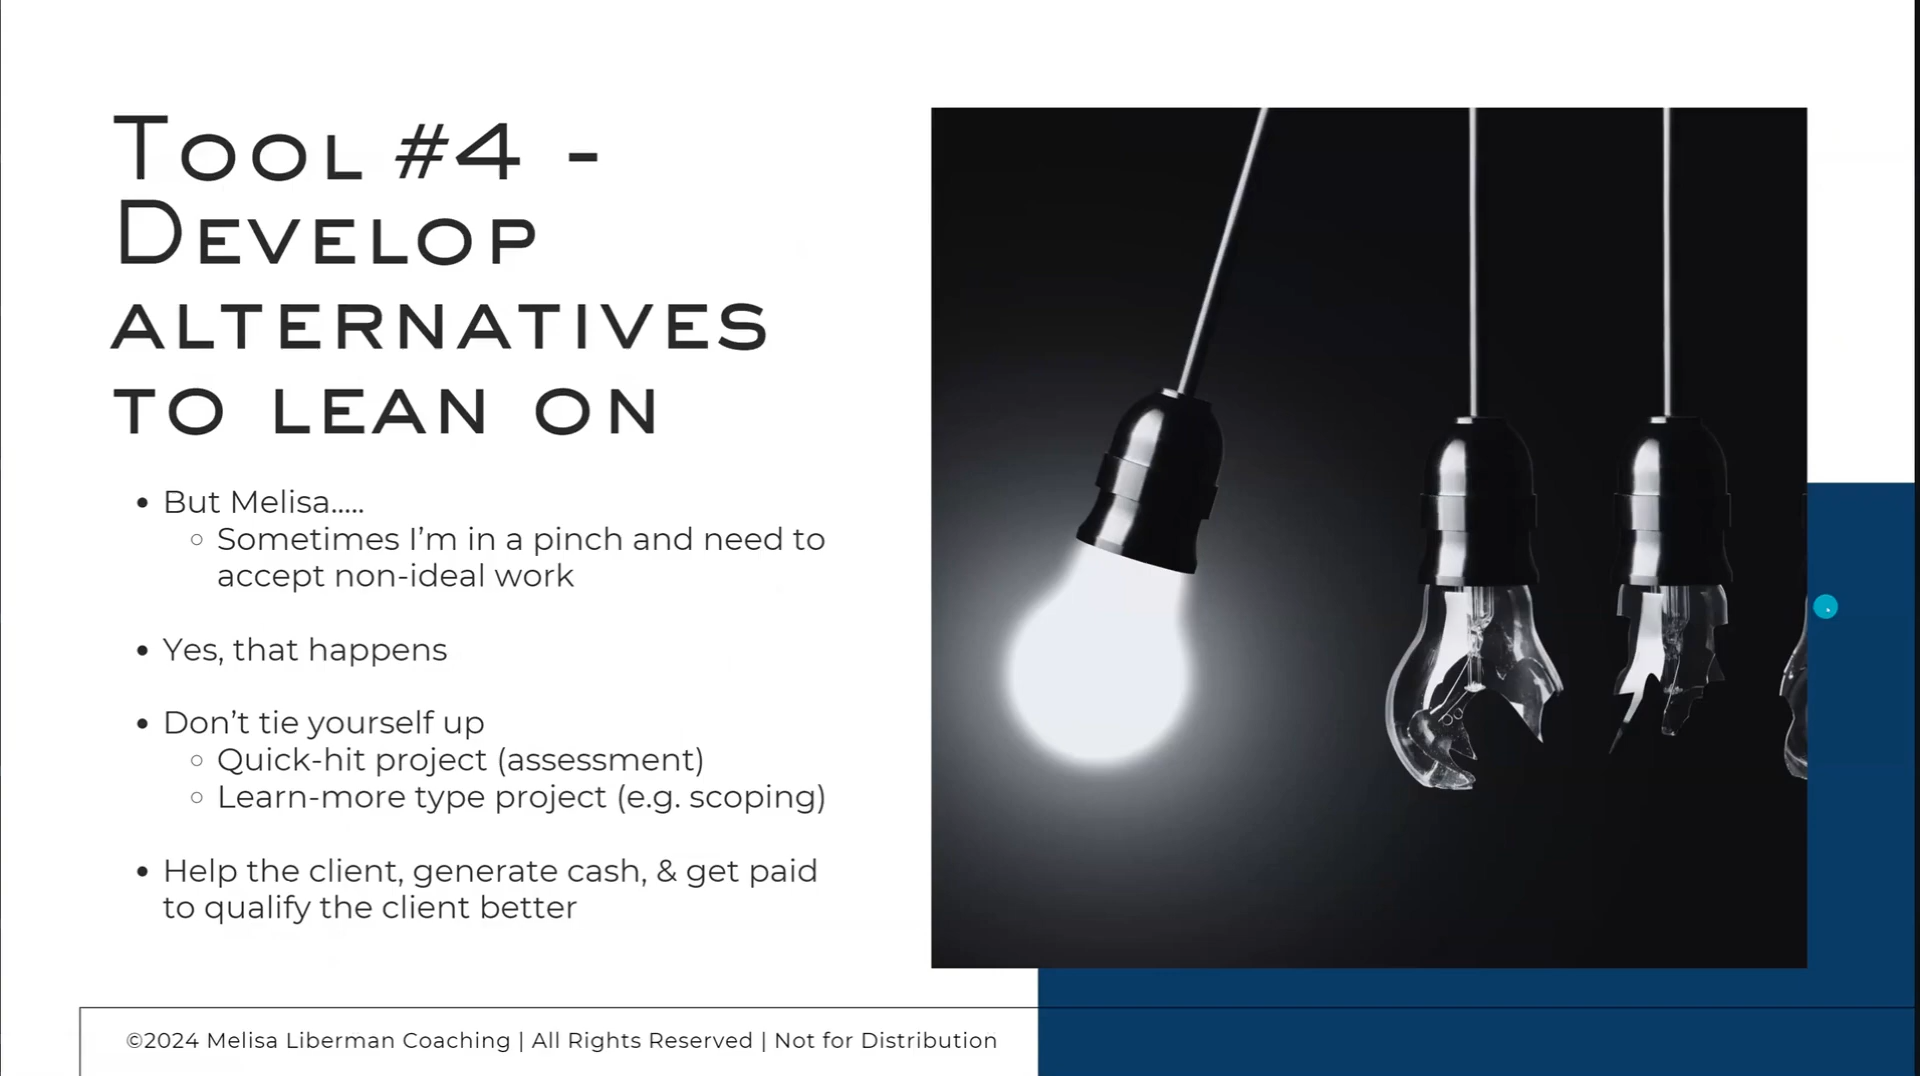 Tool #4 -
Develop
alternatives
to lean on
• But Melisa.....
○ Sometimes I'm in a pinch and need to
accept non-ideal work
• Yes, that happens
• Don't tie yourself up
○ Quick-hit project (assessment)
○ Learn-more type project (e.g. scoping)
• Help the client, generate cash, & get paid
to qualify the client better
©2024 Melisa Liberman Coaching | All Rights Reserved | Not for Distribution